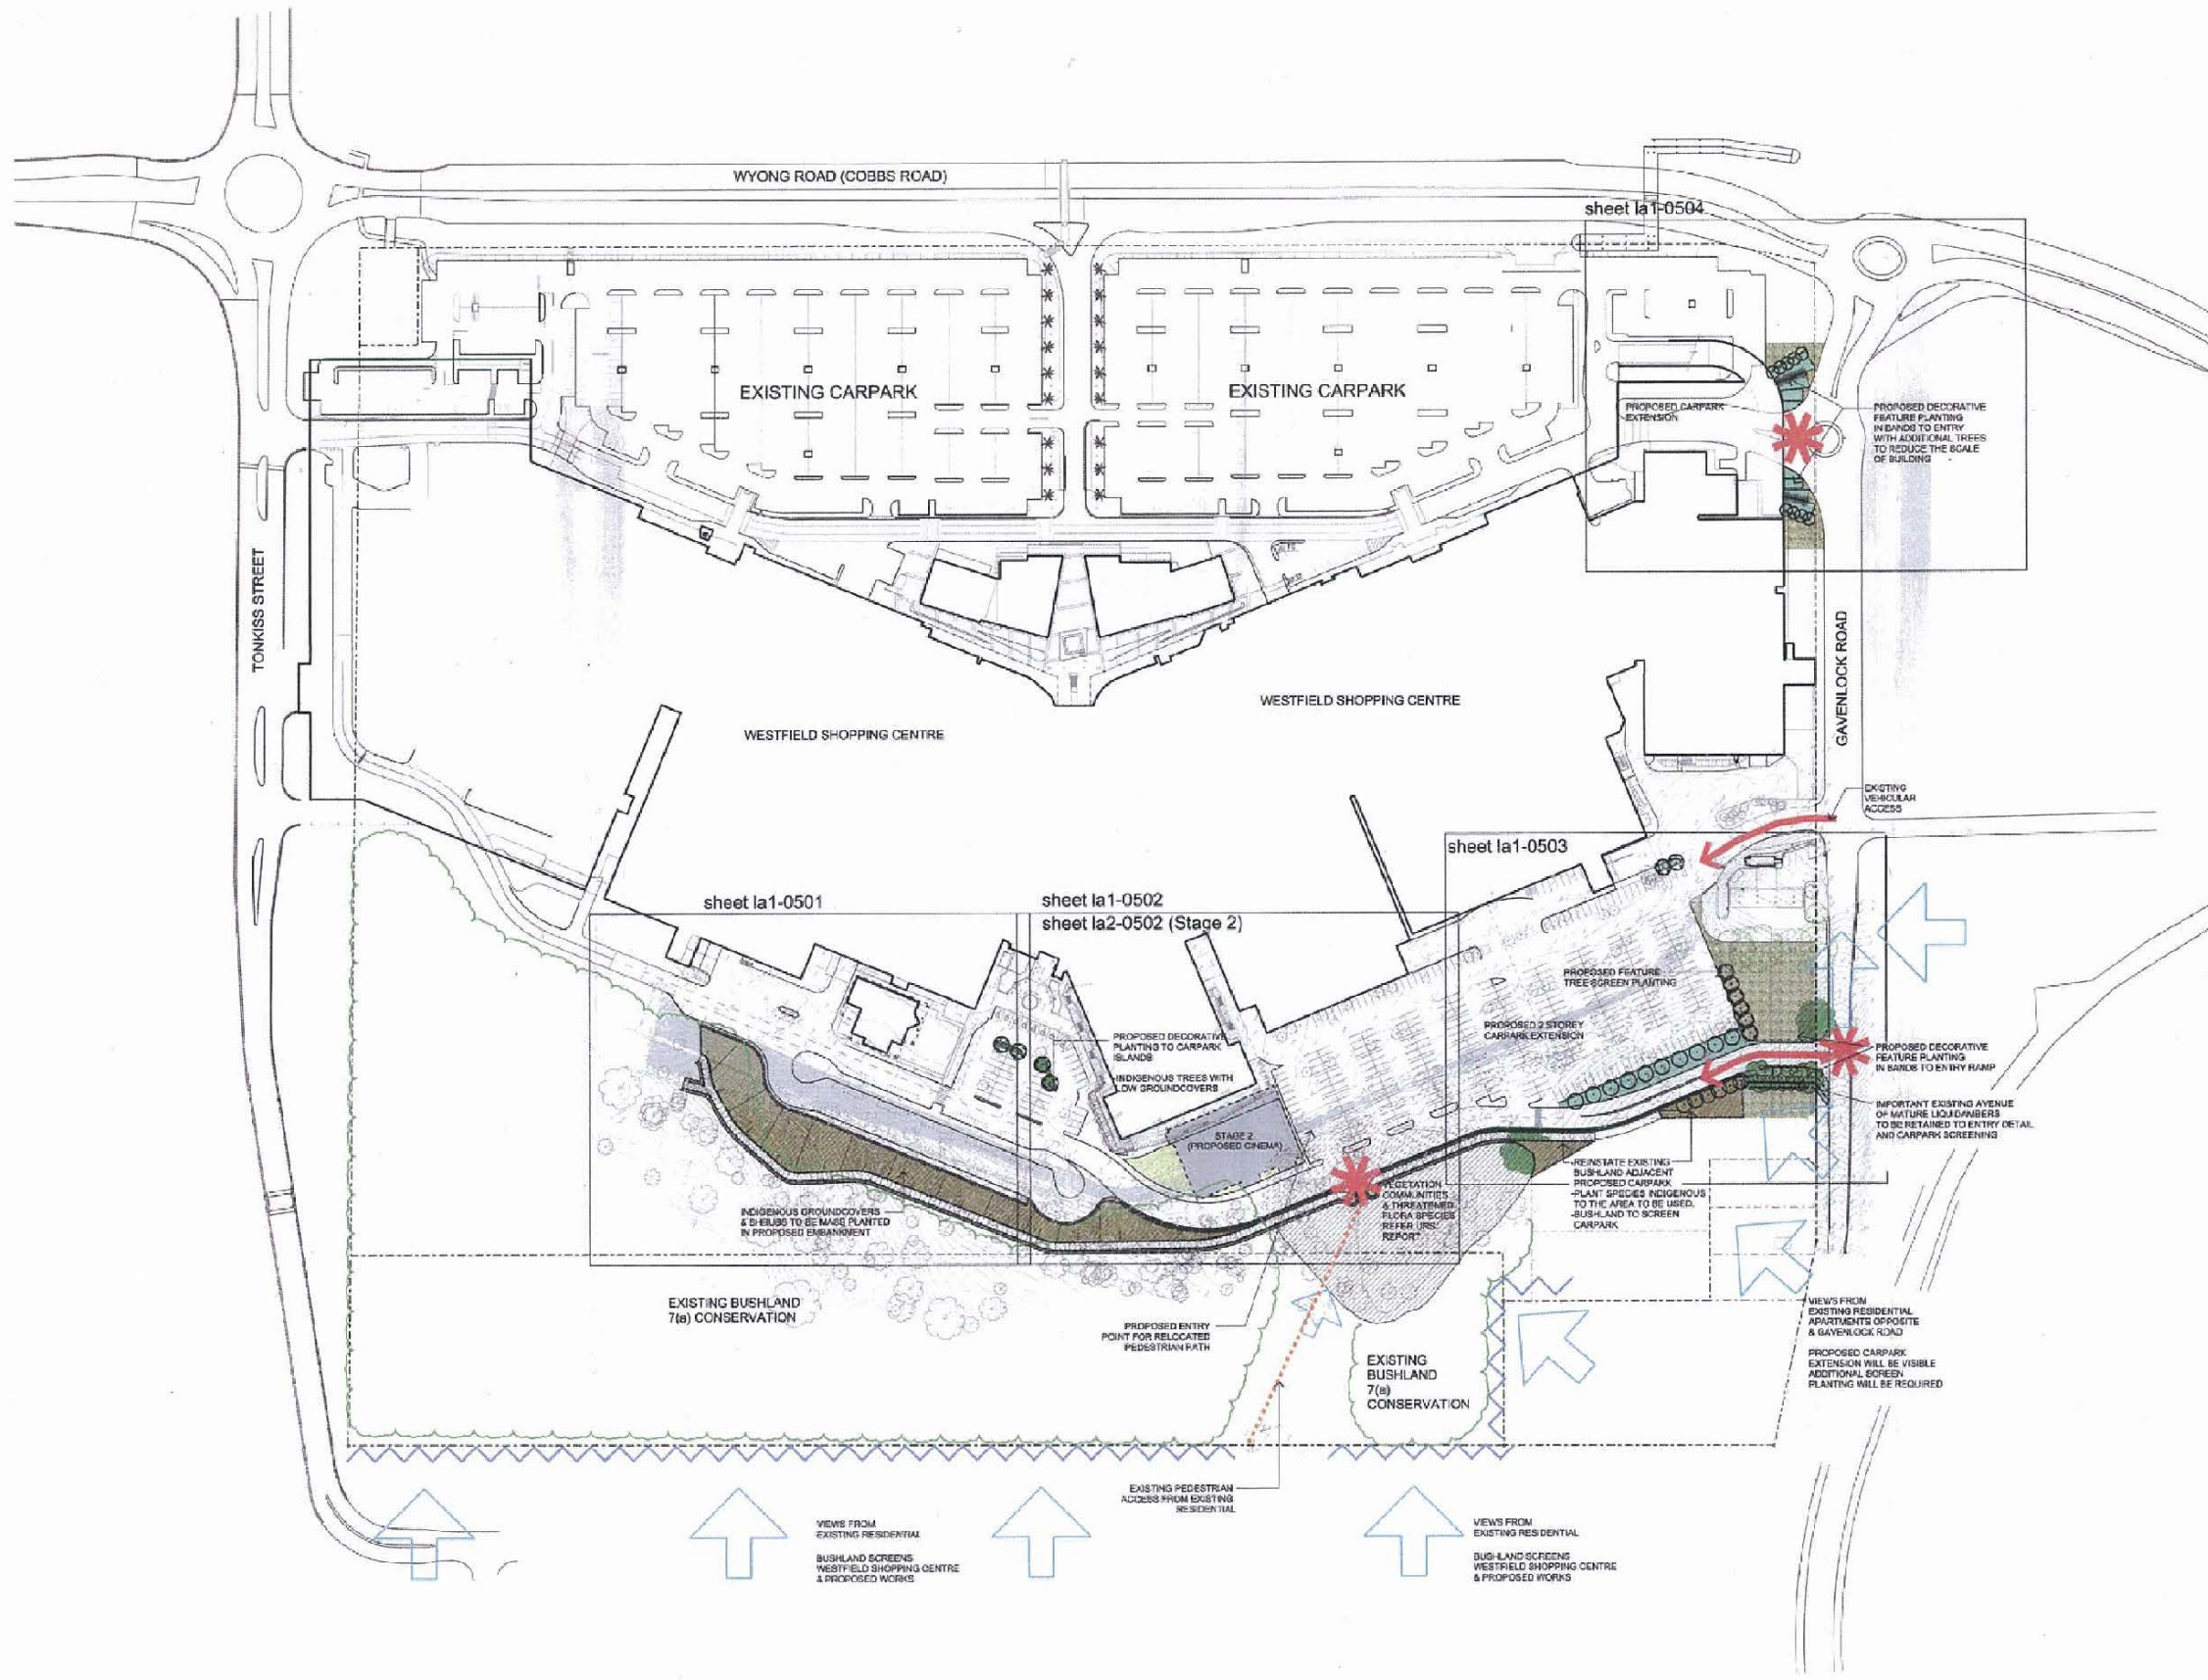 WYONG ROAD (COBBS ROAD)
sheet la1-0504
EXISTING CARPARK
EXISTING CARPARK
PROPOSED CARPARK
EXTENSION
PROPOSED DECORATIVE
FEATURE PLANTING
IN BANDS TO ENTRY
WITH ADDITIONAL TREES
TO REDUCE THE SCALE
OF BUILDING
TONKISS STREET
GAVENLOCK ROAD
WESTFIELD SHOPPING CENTRE
WESTFIELD SHOPPING CENTRE
EXISTING
VEHICULAR
ACCESS
sheet la1-0503
sheet la1-0501
sheet la1-0502
sheet la2-0502 (Stage 2)
PROPOSED FEATURE
TREE SCREEN PLANTING
PROPOSED 2 STOREY
CARPARK EXTENSION
PROPOSED DECORATIVE
PLANTING TO CARPARK
ISLANDS
INDIGENOUS TREES WITH
LOW GROUNDCOVERS
PROPOSED DECORATIVE
FEATURE PLANTING
IN BANDS TO ENTRY RAMP
IMPORTANT EXISTING AVENUE
OF MATURE LIQUIDAMBERS
TO BE RETAINED TO ENTRY DETAIL
AND CARPARK SCREENING
STAGE 2
(PROPOSED CINEMA)
-REINSTATE EXISTING
BUSHLAND ADJACENT
PROPOSED CARPARK
-PLANT SPECIES INDIGENOUS
TO THE AREA TO BE USED.
-BUSHLAND TO SCREEN
CARPARK
VEGETATION
COMMUNITIES
& THREATENED
FLORA SPECIES
REFER URS
REPORT
INDIGENOUS GROUNDCOVERS
& SHRUBS TO BE MASS PLANTED
IN PROPOSED EMBANKMENT
EXISTING BUSHLAND
7(a) CONSERVATION
PROPOSED ENTRY
POINT FOR RELOCATED
PEDESTRIAN PATH
EXISTING
BUSHLAND
7(a)
CONSERVATION
VIEWS FROM
EXISTING RESIDENTIAL
APARTMENTS OPPOSITE
& GAVENLOCK ROAD
PROPOSED CARPARK
EXTENSION WILL BE VISIBLE
ADDITIONAL SCREEN
PLANTING WILL BE REQUIRED
EXISTING PEDESTRIAN
ACCESS FROM EXISTING
RESIDENTIAL
VIEWS FROM
EXISTING RESIDENTIAL
BUSHLAND SCREENS
WESTFIELD SHOPPING CENTRE
& PROPOSED WORKS
VIEWS FROM
EXISTING RESIDENTIAL
BUSHLAND SCREENS
WESTFIELD SHOPPING CENTRE
& PROPOSED WORKS